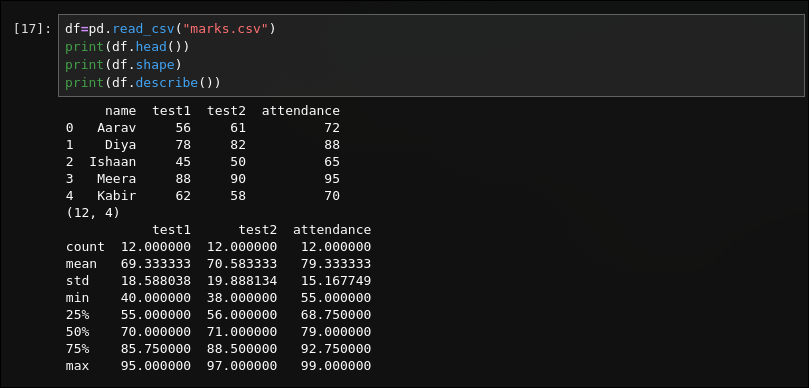 [17]: df=pd.read_csv("marks.csv")
print(df.head())
print(df.shape)
print(df.describe())
     name  test1  test2  attendance
0   Aarav     56     61          72
1    Diya     78     82          88
2  Ishaan     45     50          65
3   Meera     88     90          95
4   Kabir     62     58          70
(12, 4)
           test1      test2  attendance
count  12.000000  12.000000   12.000000
mean   69.333333  70.583333   79.333333
std    18.588038  19.888134   15.167749
min    40.000000  38.000000   55.000000
25%    55.000000  56.000000   68.750000
50%    70.000000  71.000000   79.000000
75%    85.750000  88.500000   92.750000
max    95.000000  97.000000   99.000000